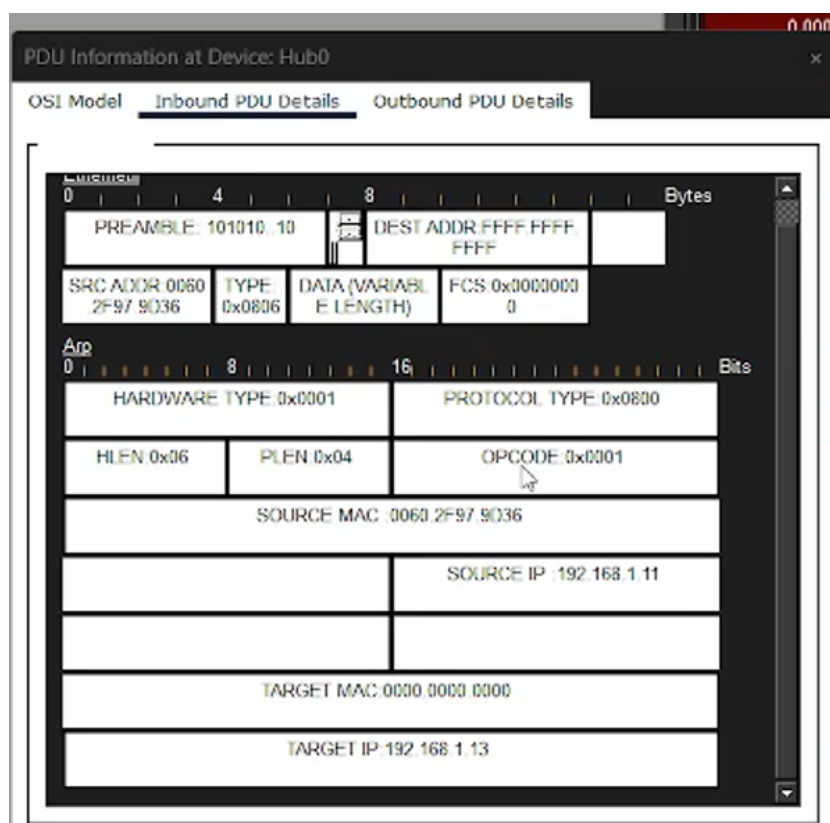 0.000
PDU Information at Device: Hub0
×
OSI Model Inbound PDU Details Outbound PDU Details
Ethernet
0 4 8 Bytes
PREAMBLE: 101010..10
DEST ADDR:FFFF.FFFF.
FFFF
SRC ADDR:0060
.2F97.9D36
TYPE:
0x0806
DATA (VARIABL
E LENGTH)
FCS:0x0000000
0
Arp
0 8 16 Bits
HARDWARE TYPE:0x0001 PROTOCOL TYPE:0x0800
HLEN:0x06 PLEN:0x04 OPCODE:0x0001
SOURCE MAC :0060.2F97.9D36
SOURCE IP :192.168.1.11
TARGET MAC:0000.0000.0000
TARGET IP:192.168.1.13